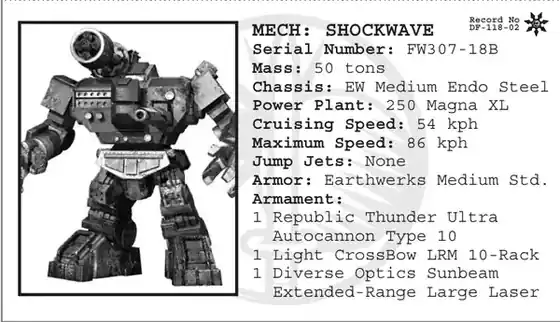 MECH: SHOCKWAVE
Record No
DF-118-02
Serial Number: FW307-18B
Mass: 50 tons
Chassis: EW Medium Endo Steel
Power Plant: 250 Magna XL
Cruising Speed: 54 kph
Maximum Speed: 86 kph
Jump Jets: None
Armor: Earthwerks Medium Std.
Armament:
1 Republic Thunder Ultra
Autocannon Type 10
1 Light CrossBow LRM 10-Rack
1 Diverse Optics Sunbeam
Extended-Range Large Laser